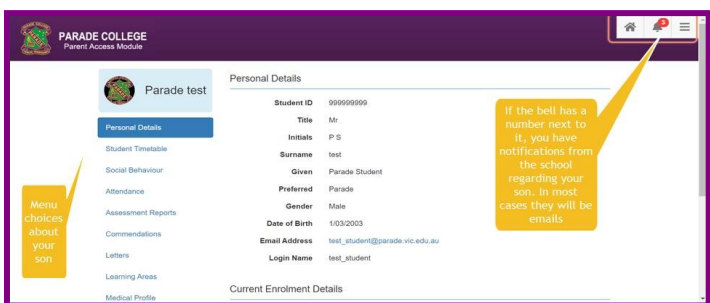 PARADE COLLEGE
Parent Access Module
3
Parade test
Personal Details
Student Timetable
Social Behaviour
Attendance
Assessment Reports
Commendations
Letters
Learning Areas
Medical Profile
Menu
choices
about
your
son
Personal Details
Student ID 999999999
Title Mr
Initials P S
Surname test
Given Parade Student
Preferred Parade
Gender Male
Date of Birth 1/03/2003
Email Address test_student@parade.vic.edu.au
Login Name test_student
Current Enrolment Details
If the bell has a
number next to
it, you have
notifications from
the school
regarding your
son. In most
cases they will be
emails